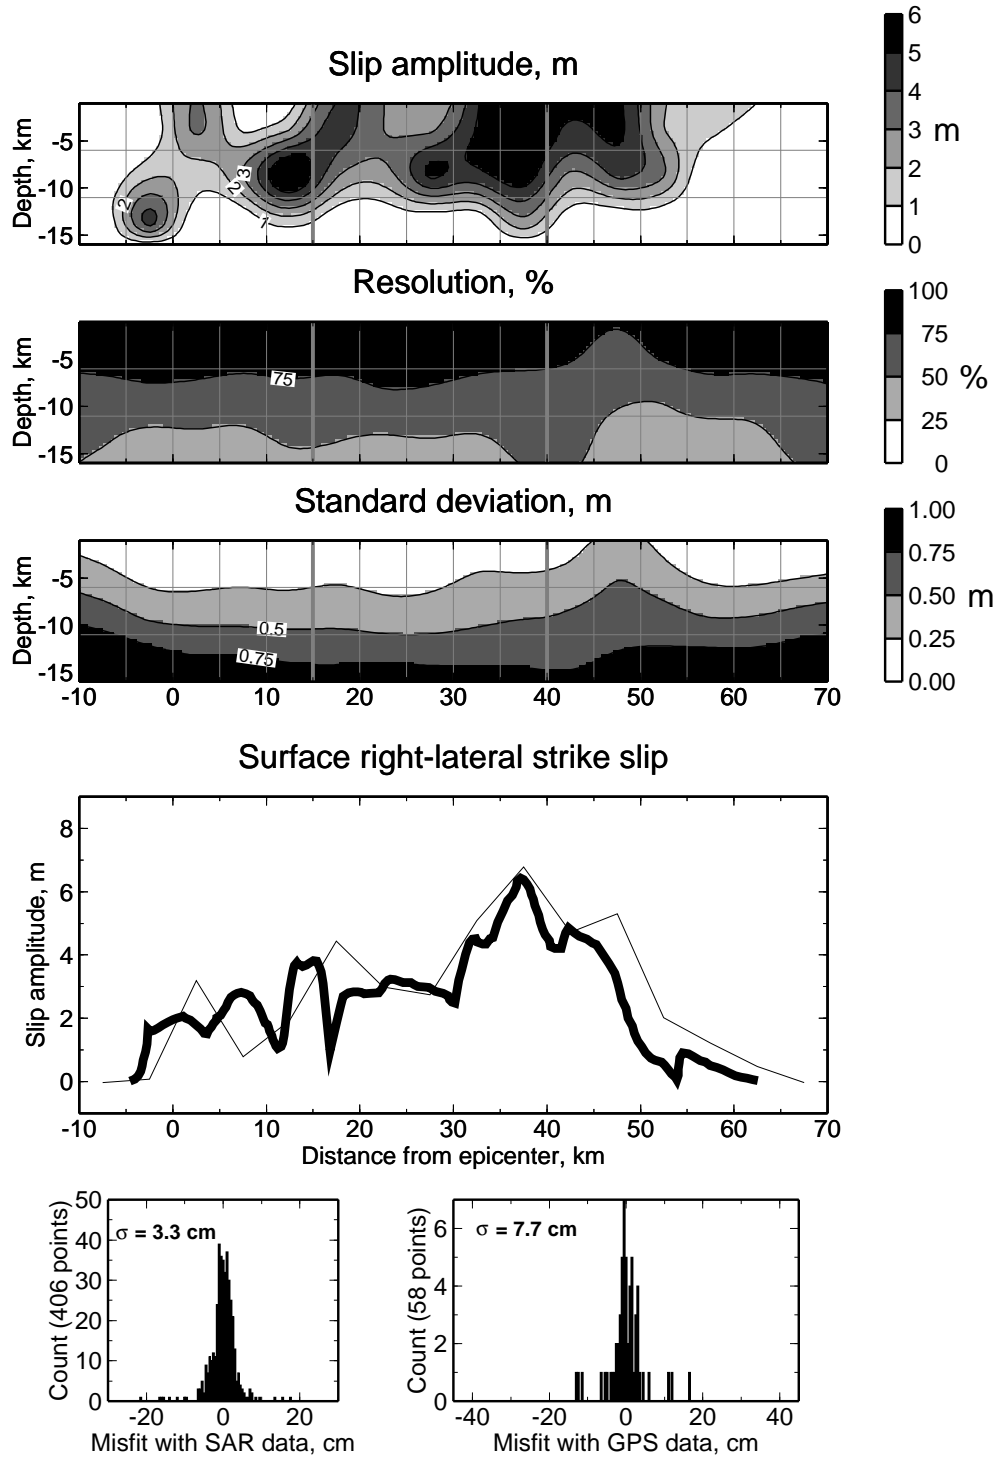 Slip amplitude, m
Depth, km
-5
-10
-15
2
2
3
1
6
5
4
3
2
1
0
m
Resolution, %
Depth, km
-5
-10
-15
75
100
75
50
25
0
%
Standard deviation, m
Depth, km
-5
-10
-15
0.5
0.75
-10 0 10 20 30 40 50 60 70
1.00
0.75
0.50
0.25
0.00
m
Surface right-lateral strike slip
Slip amplitude, m
8
6
4
2
0
-10 0 10 20 30 40 50 60 70
Distance from epicenter, km
Count (406 points)
50
40
30
20
10
0
σ = 3.3 cm
-20 0 20
Misfit with SAR data, cm
Count (58 points)
6
4
2
0
σ = 7.7 cm
-40 -20 0 20 40
Misfit with GPS data, cm